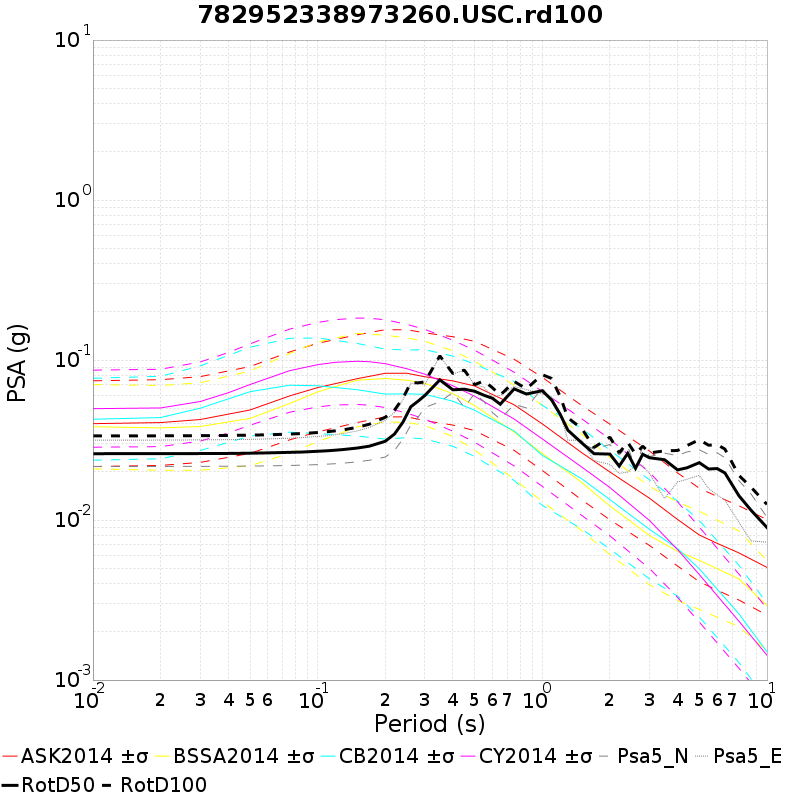 782952338973260.USC.rd100
10^1
10^0
10^-1
10^-2
10^-3
PSA (g)
10^-2 2 3 4 5 6 10^-1 2 3 4 5 6 7 10^0 2 3 4 5 6 7 10^1
Period (s)
ASK2014 ±σ BSSA2014 ±σ CB2014 ±σ CY2014 ±σ Psa5_N Psa5_E
RotD50 RotD100